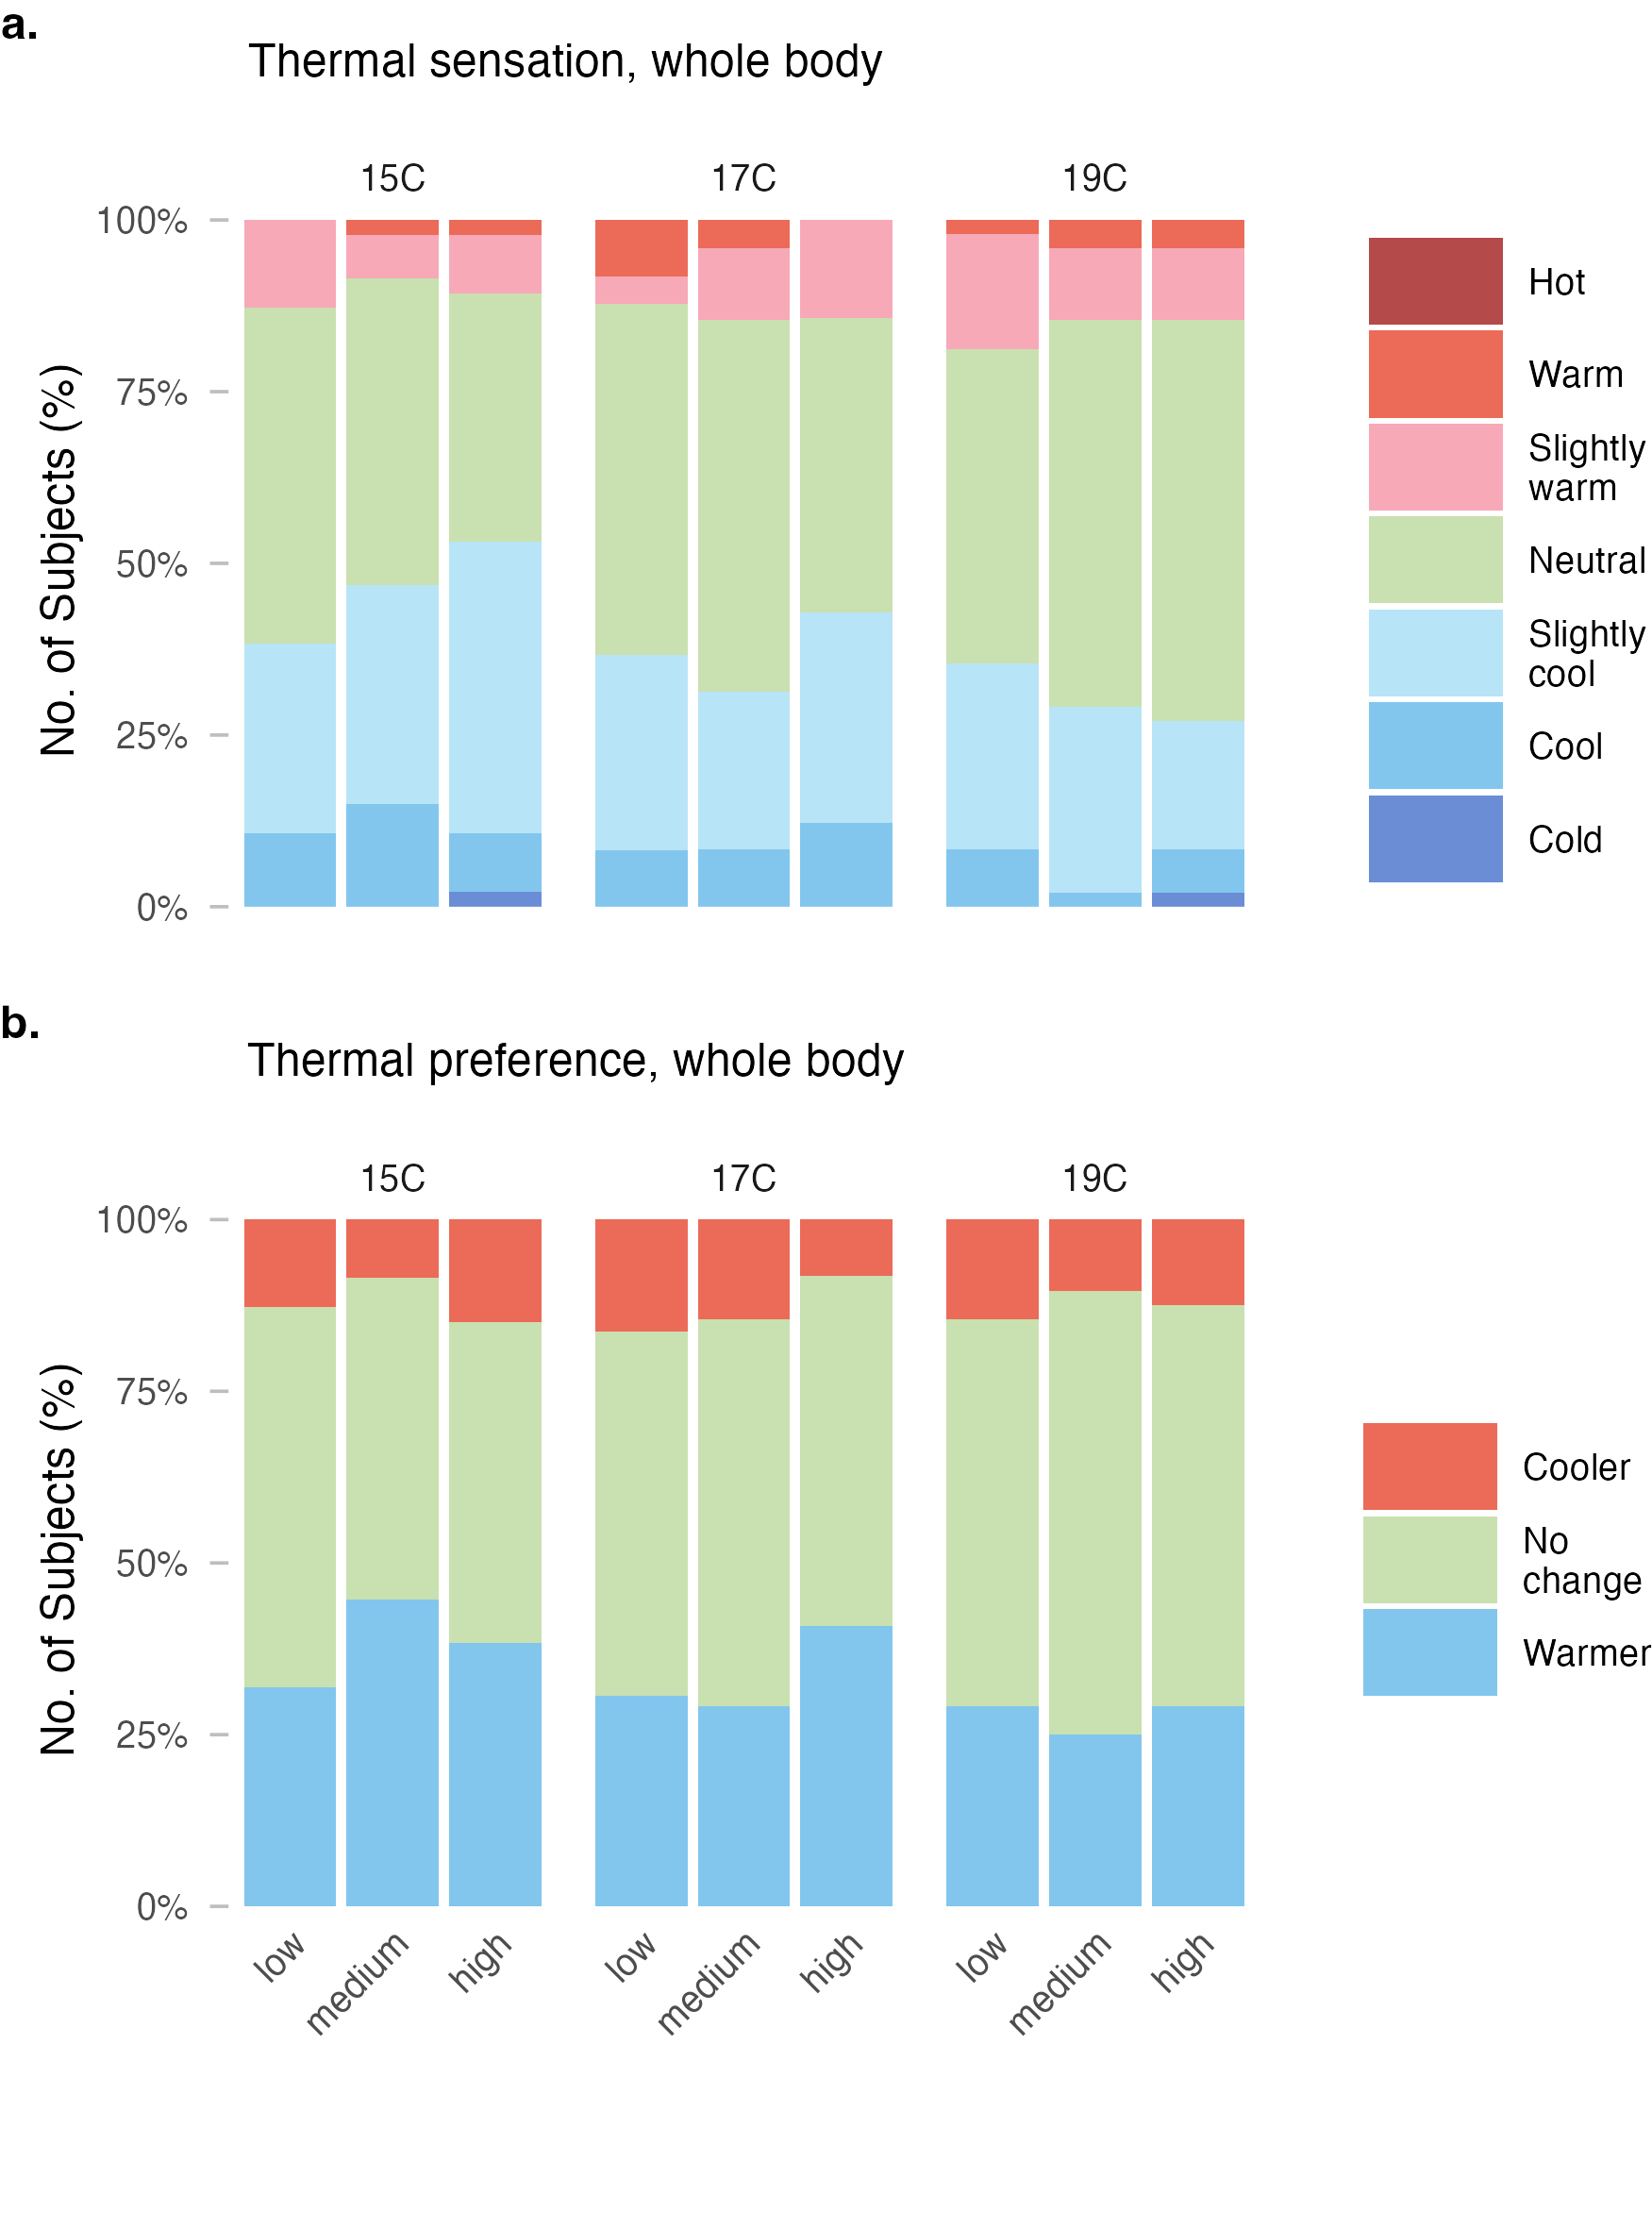 a.
Thermal sensation, whole body
15C
17C
19C
100%
75%
50%
25%
0%
No. of Subjects (%)
Hot
Warm
Slightly
warm
Neutral
Slightly
cool
Cool
Cold
b.
Thermal preference, whole body
15C
17C
19C
100%
75%
50%
25%
0%
No. of Subjects (%)
Cooler
No
change
Warmer
low
medium
high
low
medium
high
low
medium
high